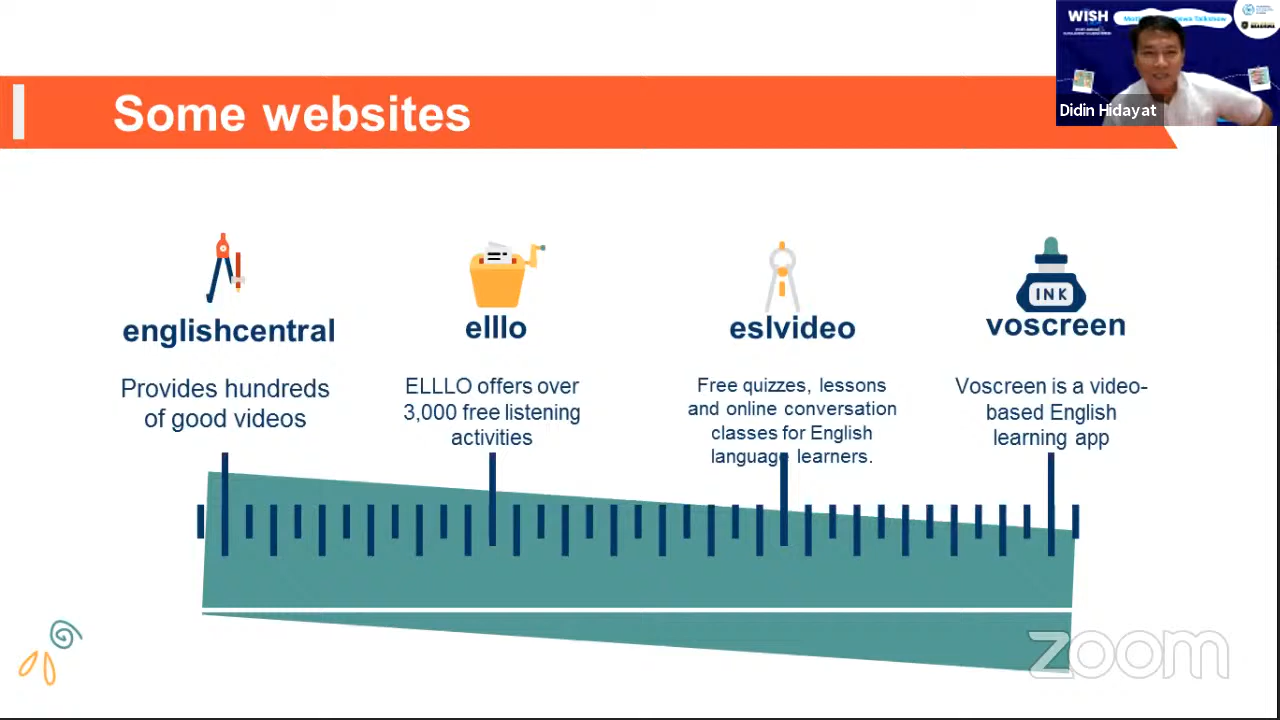 WISH
Some websites
Didin Hidayat
INK
englishcentral
elllo
eslvideo
voscreen
Provides hundreds
of good videos
ELLLO offers over
3,000 free listening
activities
Free quizzes, lessons
and online conversation
classes for English
language learners.
Voscreen is a video-
based English
learning app
zoom